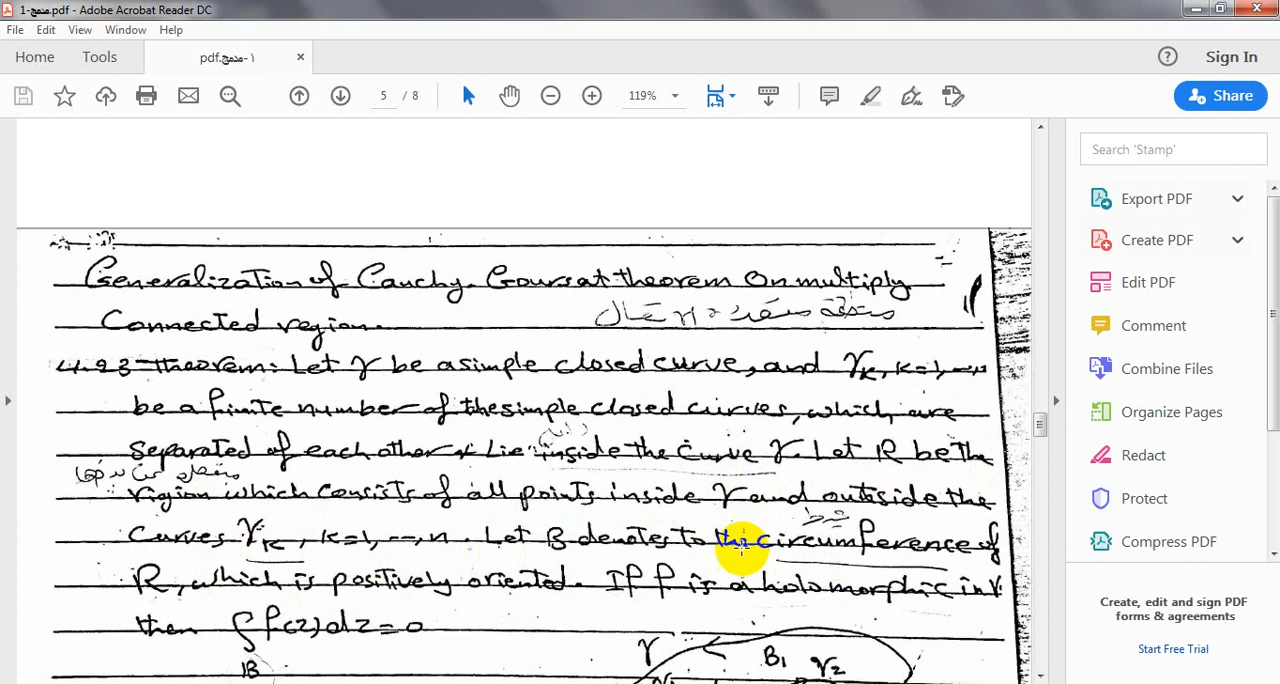 1-مدمج.pdf - Adobe Acrobat Reader DC
File Edit View Window Help
Home Tools
١-مدمج.pdf ×
Sign In
5 / 8
119%
Share
Search 'Stamp'
Export PDF
Create PDF
Edit PDF
Comment
Combine Files
Organize Pages
Redact
Protect
Compress PDF
Create, edit and sign PDF
forms & agreements
Start Free Trial
Generalization of Cauchy-Goursat theorem On multiply
Connected region.
4.23 theorem: Let γ be a simple closed curve, and γK, K=1,--,n
be a finite number of the simple closed curves, which are
separated of each other & Lie inside the curve γ. Let R be the
rigion which consists of all points inside γ and outside the
Curves γK, K=1,--,n. Let B denotes to the circumference of
R, which is positively oriented. If f is a holomorphic in
then ∫ f(z) dz = 0
B
γ B1 γ2